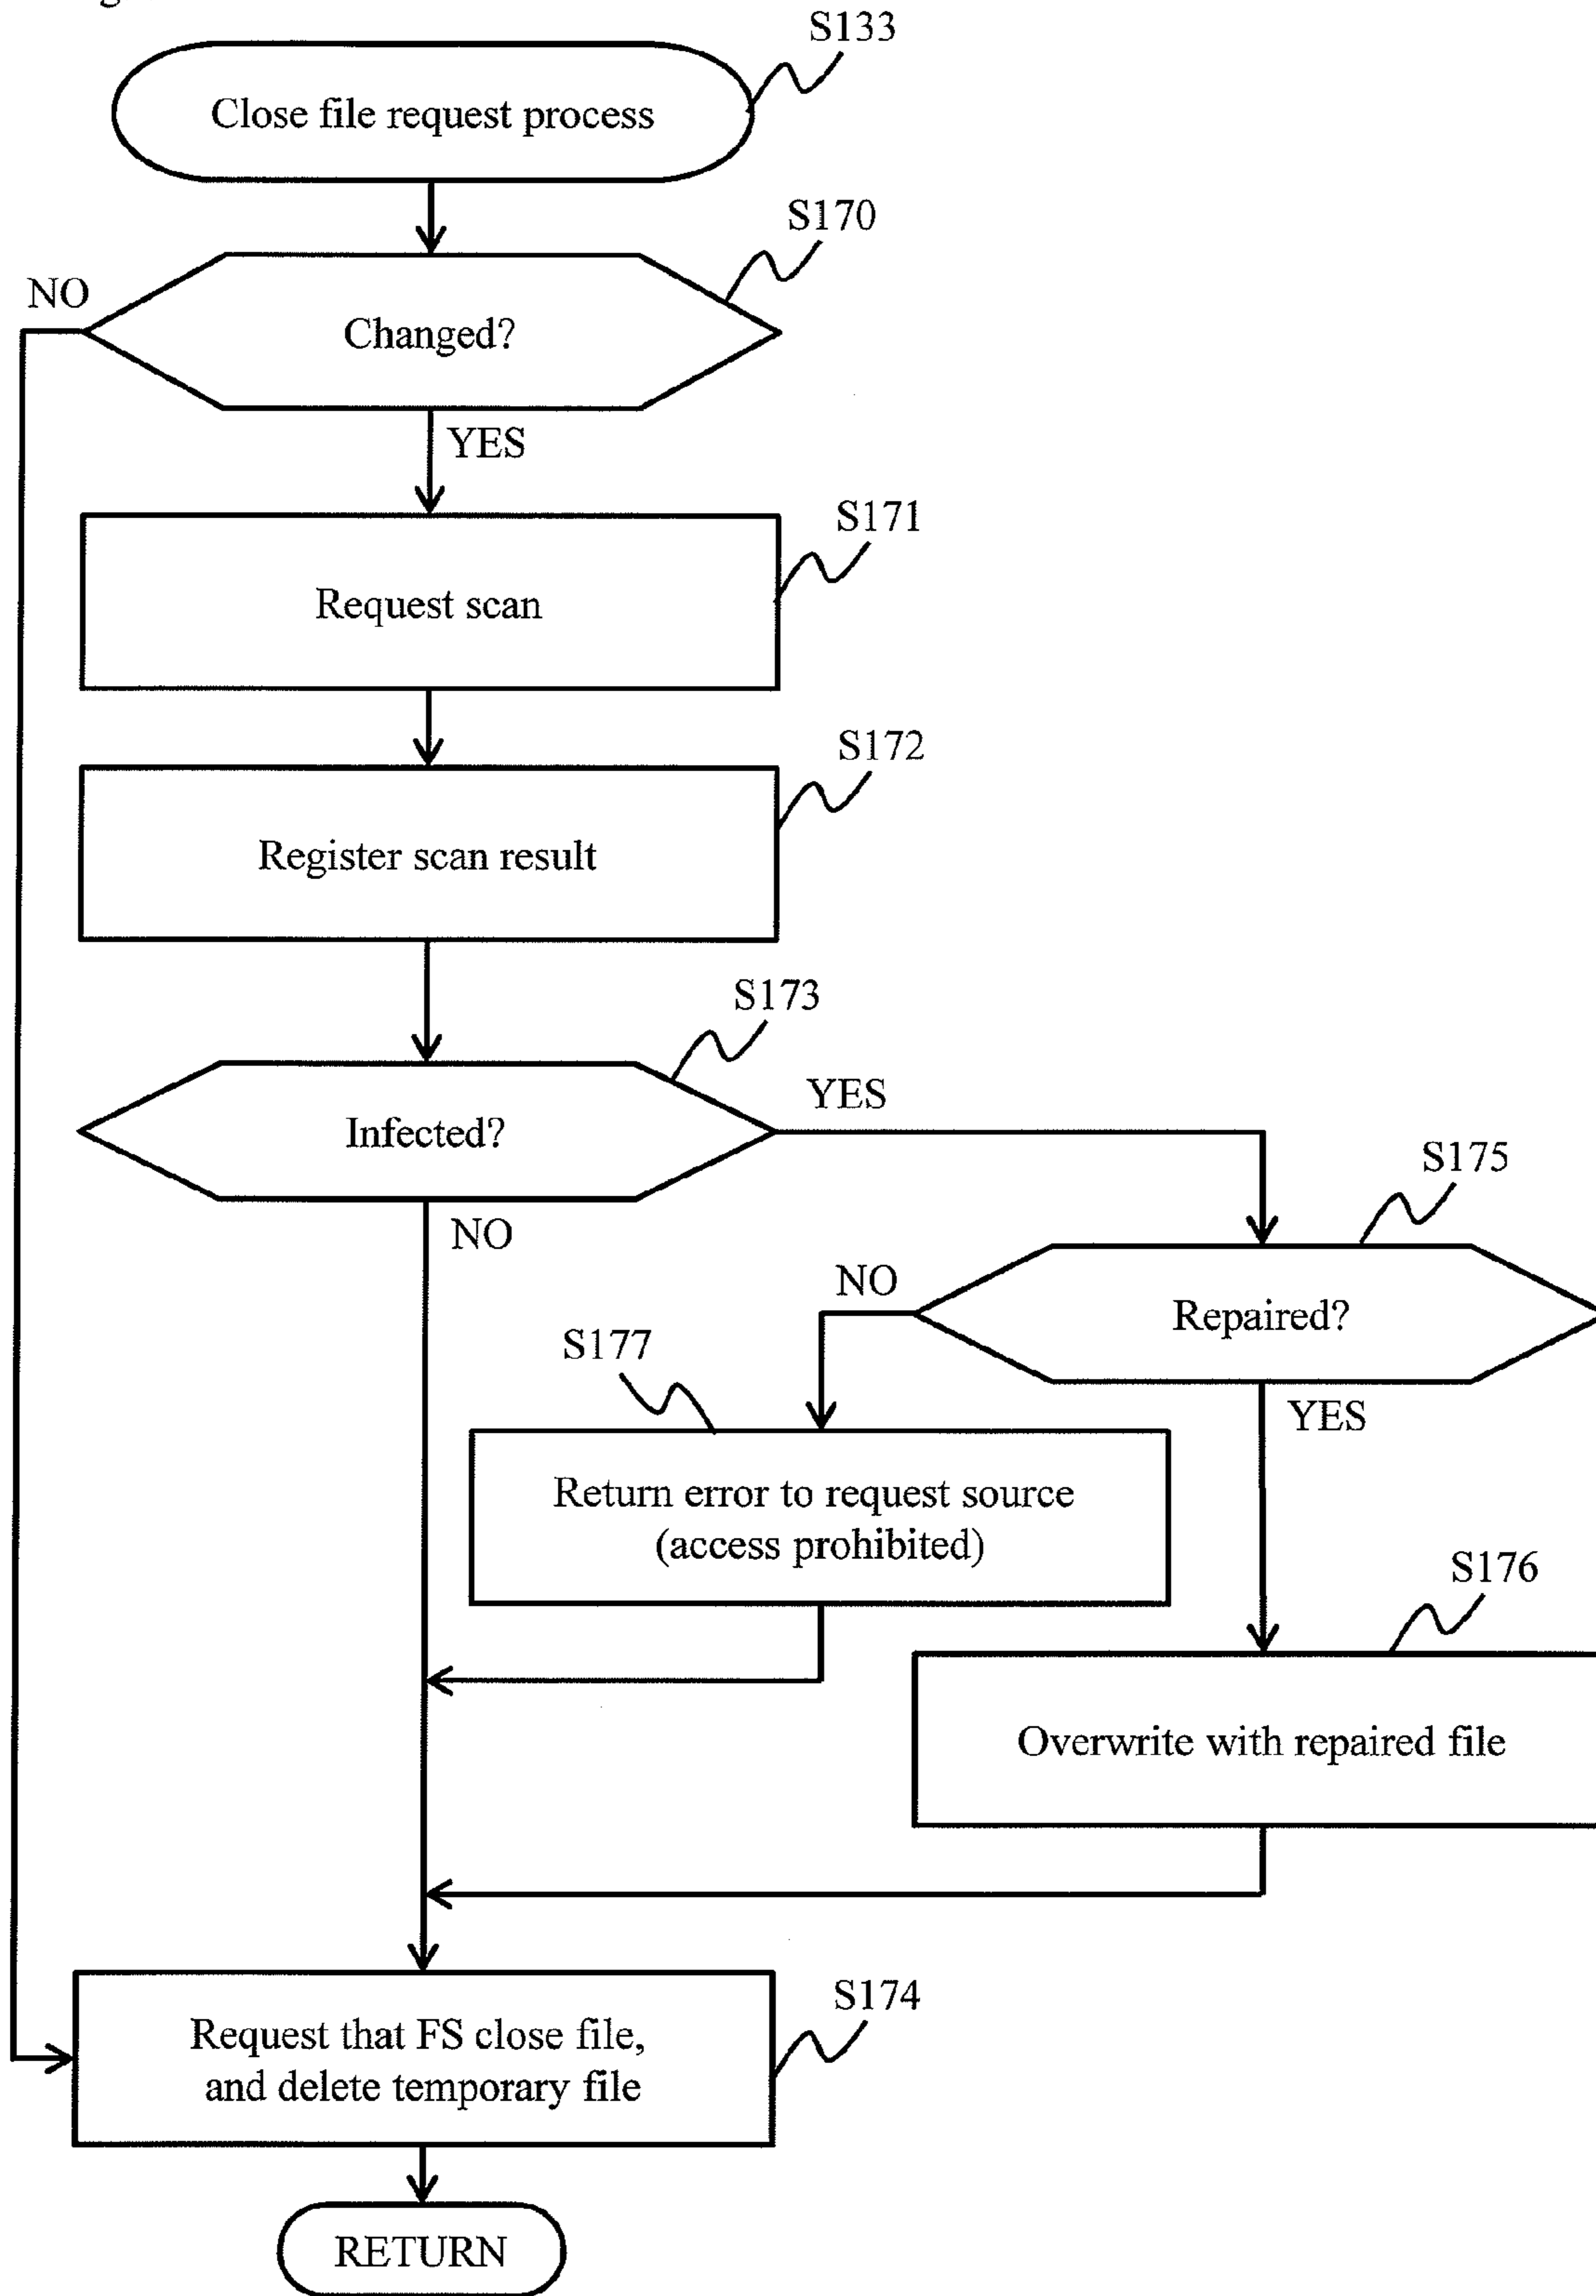 S133
Close file request process
S170
NO
Changed?
YES
S171
Request scan
S172
Register scan result
S173
YES
Infected?
S175
NO
NO
Repaired?
S177
YES
Return error to request source
(access prohibited)
S176
Overwrite with repaired file
S174
Request that FS close file,
and delete temporary file
RETURN